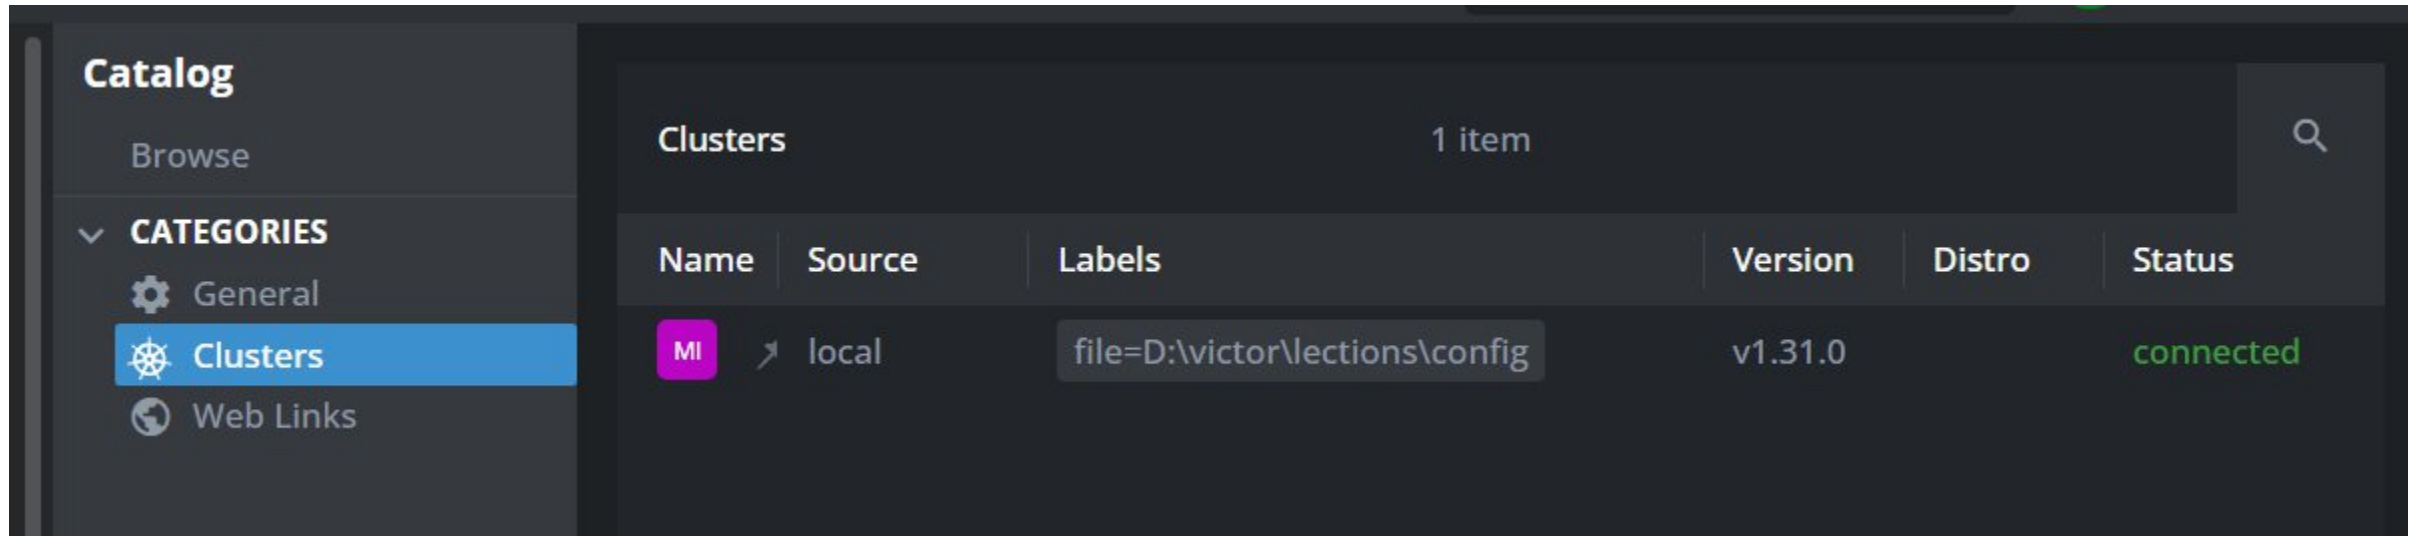 Catalog
Browse
CATEGORIES
General
Clusters
Web Links
Clusters 1 item
Name Source Labels Version Distro Status
MI local file=D:\victor\lections\config v1.31.0 connected